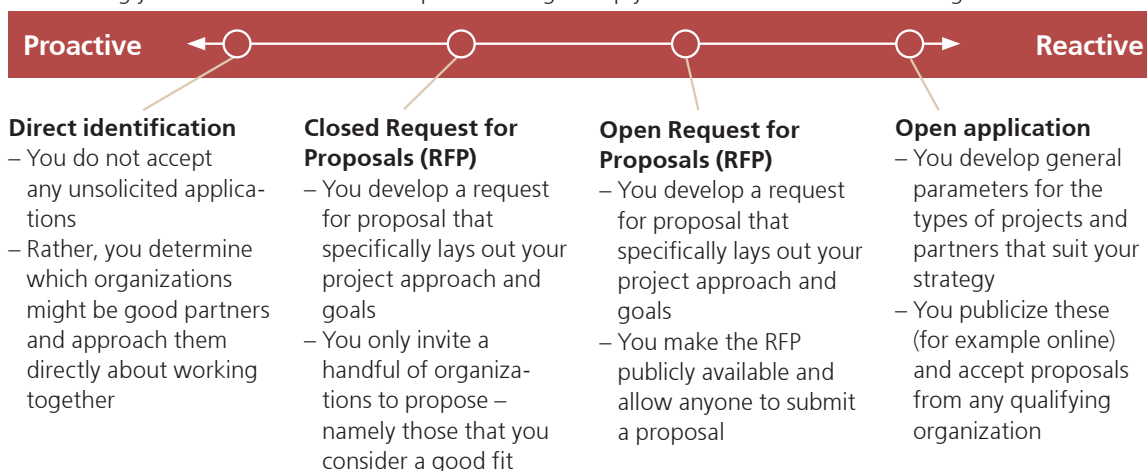 Proactive
Reactive
Direct identification
– You do not accept
any unsolicited applica-
tions
– Rather, you determine
which organizations
might be good partners
and approach them
directly about working
together
Closed Request for
Proposals (RFP)
– You develop a request
for proposal that
specifically lays out your
project approach and
goals
– You only invite a
handful of organiza-
tions to propose –
namely those that you
consider a good fit
Open Request for
Proposals (RFP)
– You develop a request
for proposal that
specifically lays out your
project approach and
goals
– You make the RFP
publicly available and
allow anyone to submit
a proposal
Open application
– You develop general
parameters for the
types of projects and
partners that suit your
strategy
– You publicize these
(for example online)
and accept proposals
from any qualifying
organization